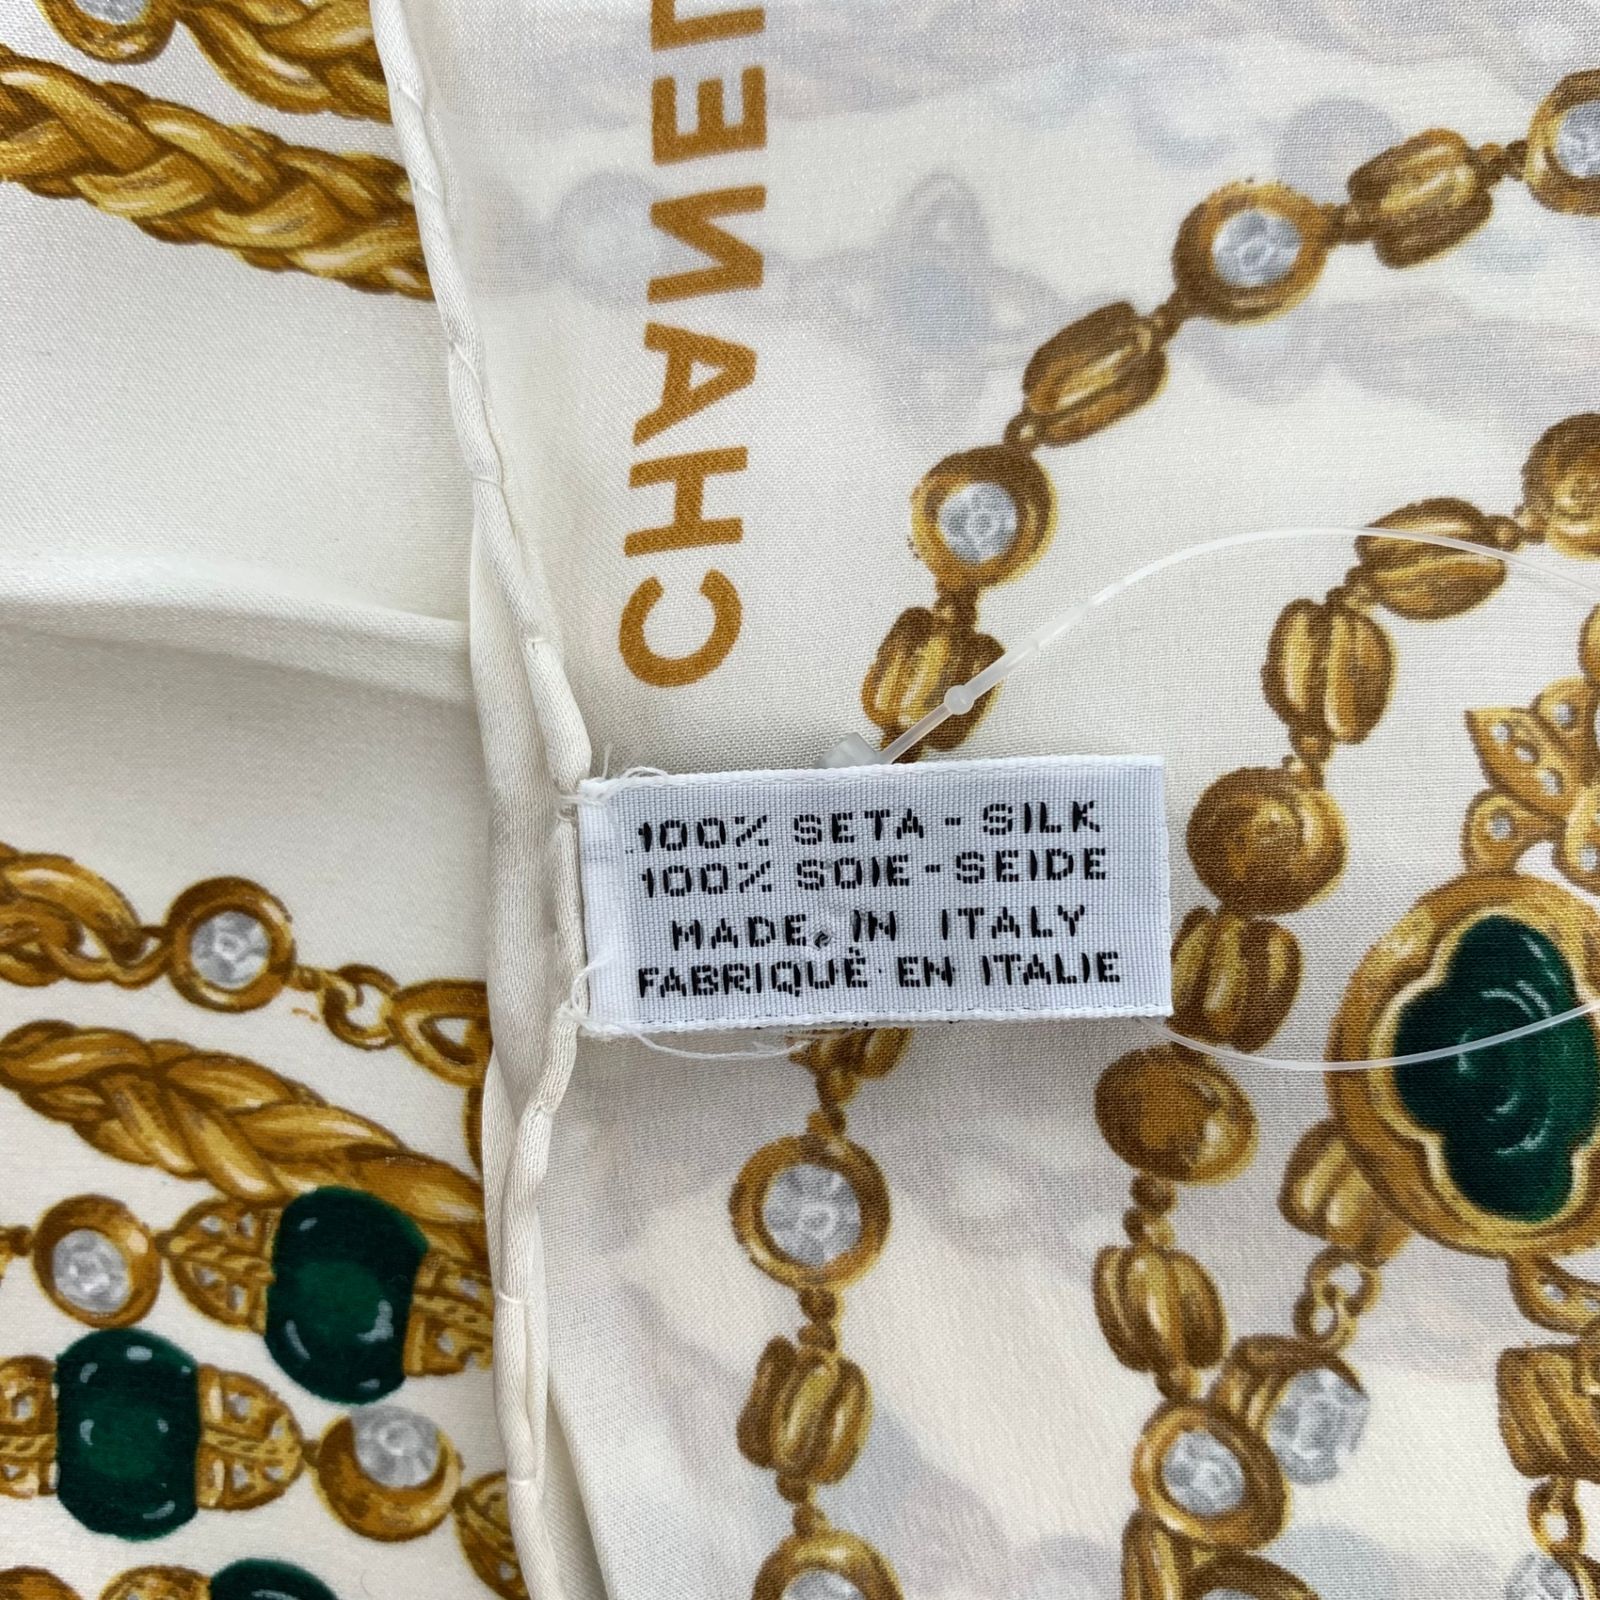 CHANEL
100% SETA - SILK
100% SOIE - SEIDE
MADE IN ITALY
FABRIQUÉ EN ITALIE